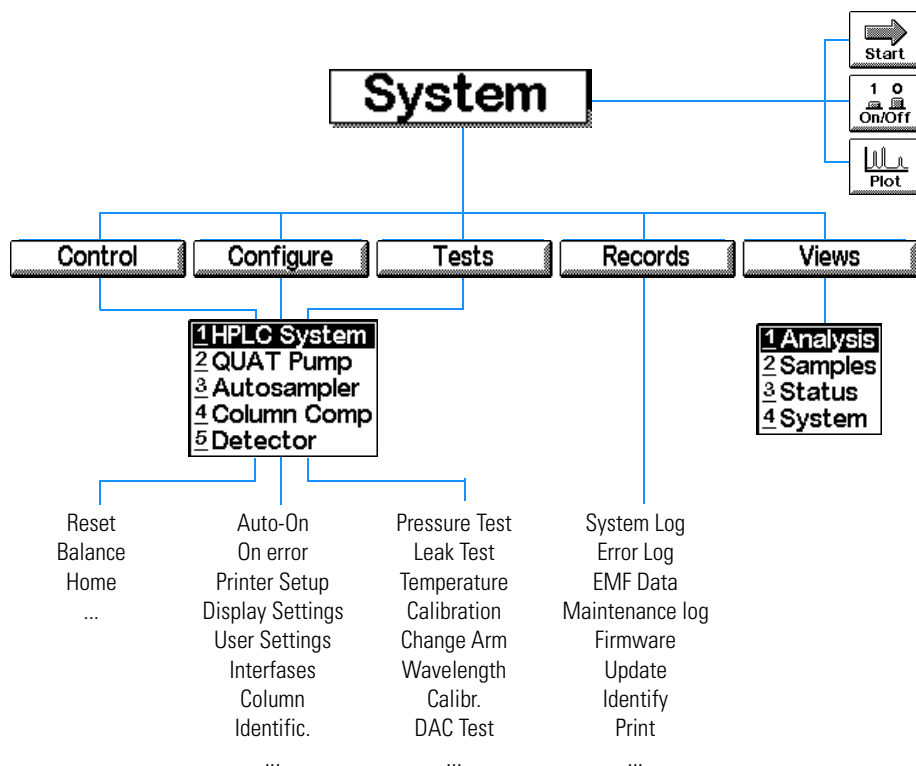 Start
System
1 0
On/Off
Plot
Control
Configure
Tests
Records
Views
1 HPLC System
2 QUAT Pump
3 Autosampler
4 Column Comp
5 Detector
1 Analysis
2 Samples
3 Status
4 System
Reset
Balance
Home
...
Auto-On
On error
Printer Setup
Display Settings
User Settings
Interfases
Column
Identific.
...
Pressure Test
Leak Test
Temperature
Calibration
Change Arm
Wavelength
Calibr.
DAC Test
...
System Log
Error Log
EMF Data
Maintenance log
Firmware
Update
Identify
Print
...